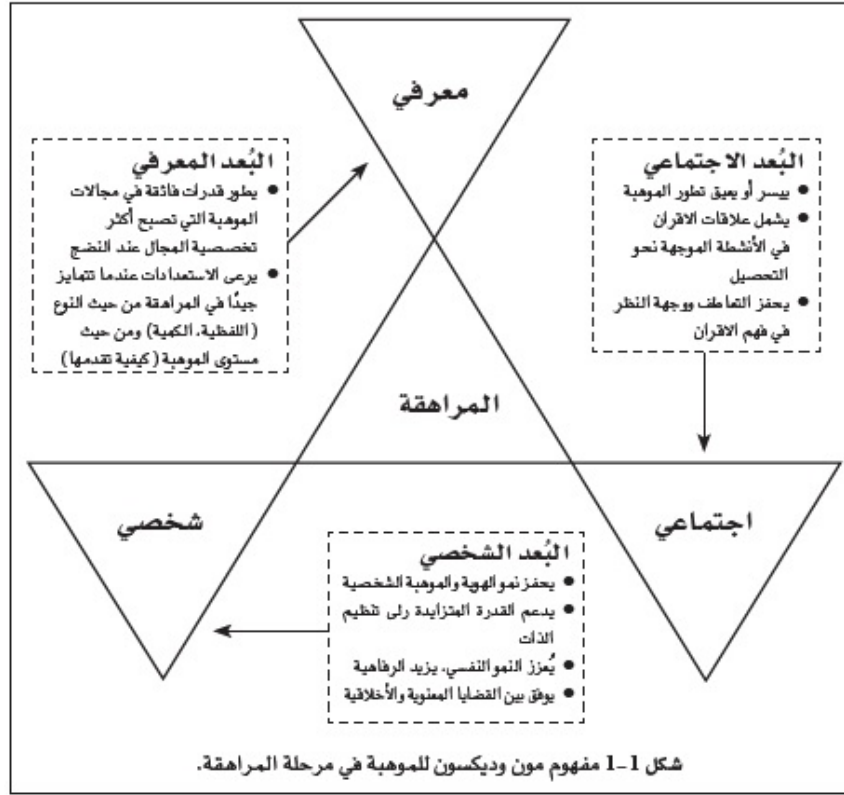 معرفي
البُعد الاجتماعي
● ييسر أو يعيق تطور الموهبة
● يشمل علاقات الاقران
في الأنشطة الموجهة نحو
التحصيل
● يحفز التعاطف ووجهة النظر
في فهم الاقران
البُعد المعرفي
● يطور قدرات فائقة في مجالات
الموهبة التي تصبح أكثر
تخصصية المجال عند النضج
● يرعى الاستعدادات عندما تتمايز
جيدًا في المراهقة من حيث النوع
(اللفظية، الكمية) ومن حيث
مستوى الموهبة (كيفية تقدمها)
المراهقة
اجتماعي
شخصي
البُعد الشخصي
● يحفز نمو الهوية والموهبة الشخصية
● يدعم القدرة المتزايدة رلى تنظيم
الذات
● يُعزز النمو النفسي، يزيد الرفاهية
● يوفق بين القضايا المعنوية والأخلاقية
شكل 1-1 مفهوم مون وديكسون للموهبة في مرحلة المراهقة.